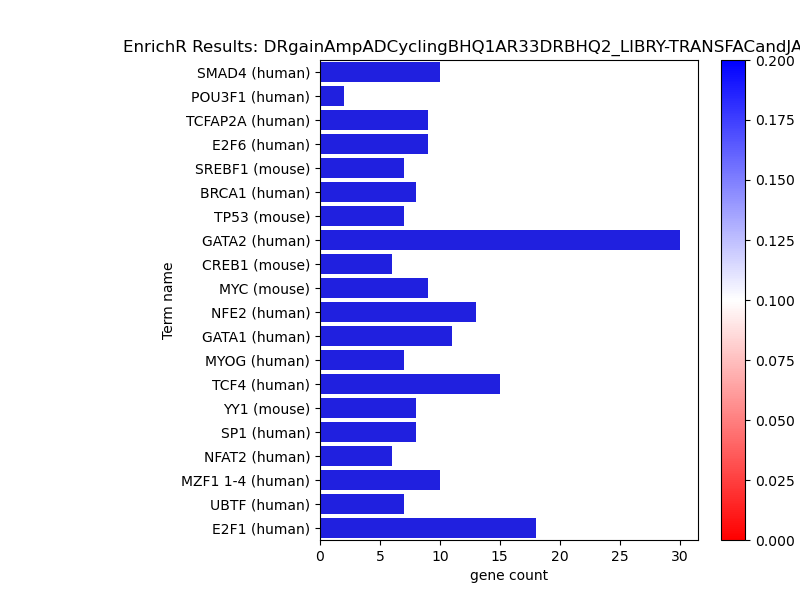 EnrichR Results: DRgainAmpADCyclingBHQ1AR33DRBHQ2_LIBRY-TRANSFACandJA
SMAD4 (human)
POU3F1 (human)
TCFAP2A (human)
E2F6 (human)
SREBF1 (mouse)
BRCA1 (human)
TP53 (mouse)
GATA2 (human)
CREB1 (mouse)
MYC (mouse)
NFE2 (human)
GATA1 (human)
MYOG (human)
TCF4 (human)
YY1 (mouse)
SP1 (human)
NFAT2 (human)
MZF1 1-4 (human)
UBTF (human)
E2F1 (human)
Term name
0 5 10 15 20 25 30
gene count
0.200
0.175
0.150
0.125
0.100
0.075
0.050
0.025
0.000